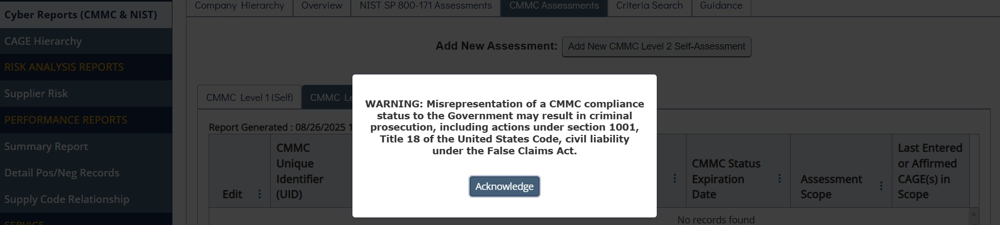 Cyber Reports (CMMC & NIST)
CAGE Hierarchy
RISK ANALYSIS REPORTS
Supplier Risk
PERFORMANCE REPORTS
Summary Report
Detail Pos/Neg Records
Supply Code Relationship
SERVICE
Company Hierarchy
Overview
NIST SP 800-171 Assessments
CMMC Assessments
Criteria Search
Guidance
Add New Assessment: Add New CMMC Level 2 Self-Assessment
CMMC Level 1 (Self)
CMMC
Report Generated : 08/26/2025
WARNING: Misrepresentation of a CMMC compliance
status to the Government may result in criminal
prosecution, including actions under section 1001,
Title 18 of the United States Code, civil liability
under the False Claims Act.
Acknowledge
Edit
CMMC
Unique
Identifier
(UID)
CMMC Status
Expiration
Date
Assessment
Scope
Last Entered
or Affirmed
CAGE(s) in
Scope
No records found